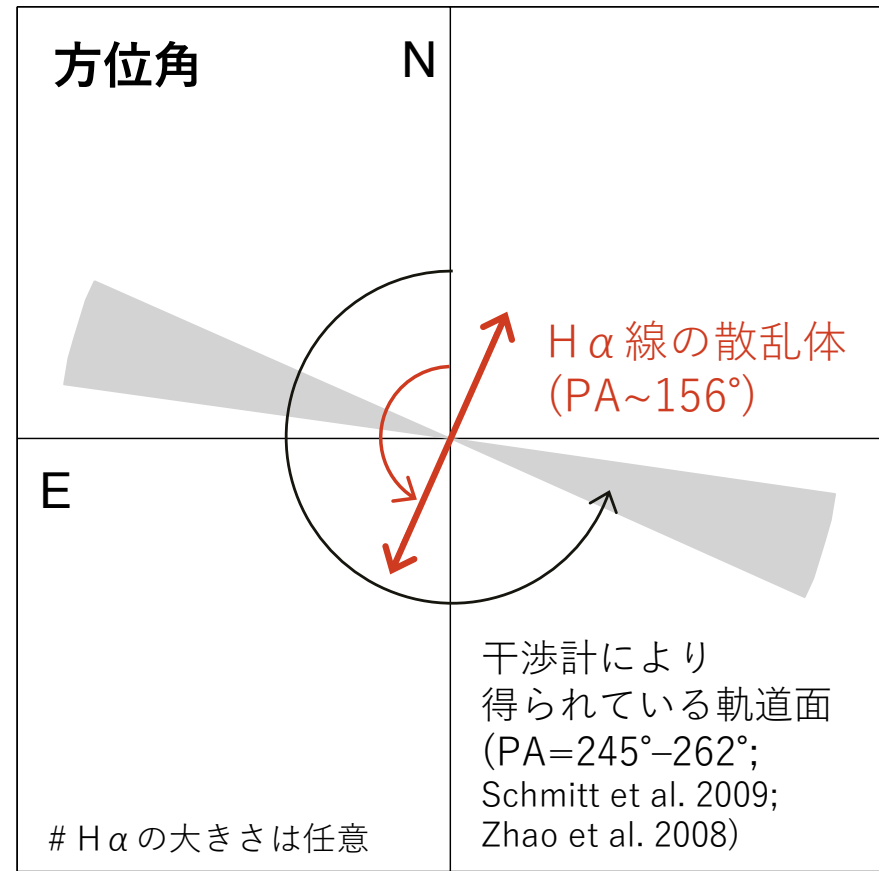 方位角
N
Hα線の散乱体
(PA~156°)
E
干渉計により
得られている軌道面
(PA=245°–262°;
Schmitt et al. 2009;
Zhao et al. 2008)
# Hαの大きさは任意